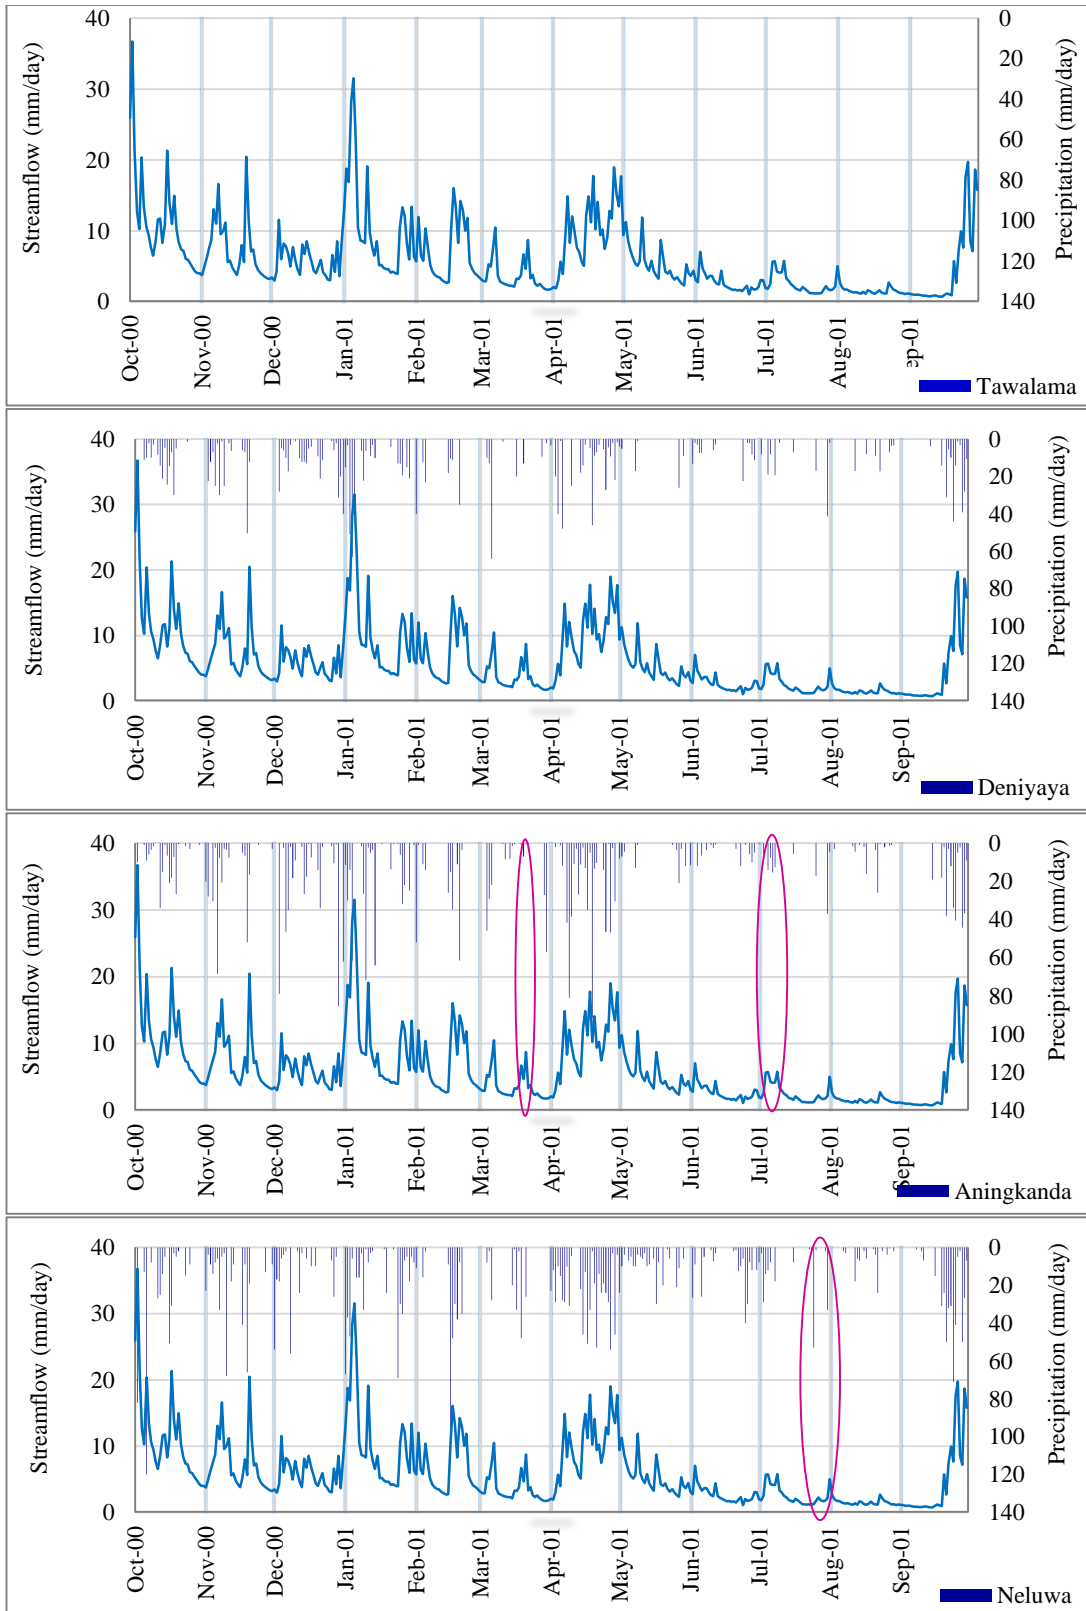 Streamflow (mm/day)
40
30
20
10
0
0
20
40
60
80
100
120
140
Precipitation (mm/day)
Oct-00
Nov-00
Dec-00
Jan-01
Feb-01
Mar-01
Apr-01
May-01
Jun-01
Jul-01
Aug-01
Sep-01
Tawalama
Streamflow (mm/day)
40
30
20
10
0
0
20
40
60
80
100
120
140
Precipitation (mm/day)
Oct-00
Nov-00
Dec-00
Jan-01
Feb-01
Mar-01
Apr-01
May-01
Jun-01
Jul-01
Aug-01
Sep-01
Deniyaya
Streamflow (mm/day)
40
30
20
10
0
0
20
40
60
80
100
120
140
Precipitation (mm/day)
Oct-00
Nov-00
Dec-00
Jan-01
Feb-01
Mar-01
Apr-01
May-01
Jun-01
Jul-01
Aug-01
Sep-01
Aningkanda
Streamflow (mm/day)
40
30
20
10
0
0
20
40
60
80
100
120
140
Precipitation (mm/day)
Oct-00
Nov-00
Dec-00
Jan-01
Feb-01
Mar-01
Apr-01
May-01
Jun-01
Jul-01
Aug-01
Sep-01
Neluwa